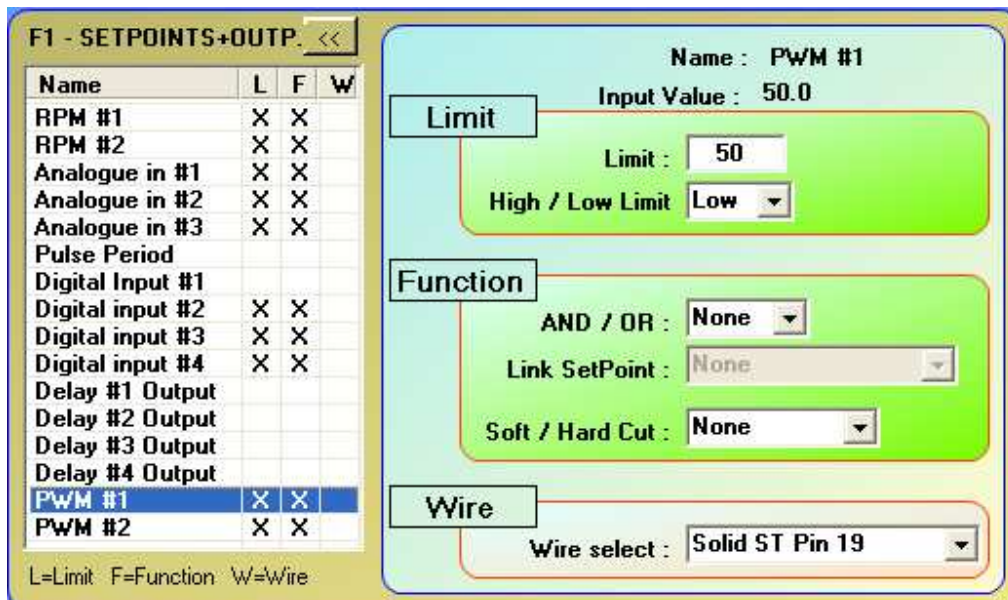 F1 - SETPOINTS+OUTP. <<
Name L F W
RPM #1 X X
RPM #2 X X
Analogue in #1 X X
Analogue in #2 X X
Analogue in #3 X X
Pulse Period
Digital Input #1
Digital input #2 X X
Digital input #3 X X
Digital input #4 X X
Delay #1 Output
Delay #2 Output
Delay #3 Output
Delay #4 Output
PWM #1 X X
PWM #2 X X
L=Limit F=Function W=Wire
Name : PWM #1
Input Value : 50.0
Limit
Limit : 50
High / Low Limit Low
Function
AND / OR : None
Link SetPoint : None
Soft / Hard Cut : None
Wire
Wire select : Solid ST Pin 19